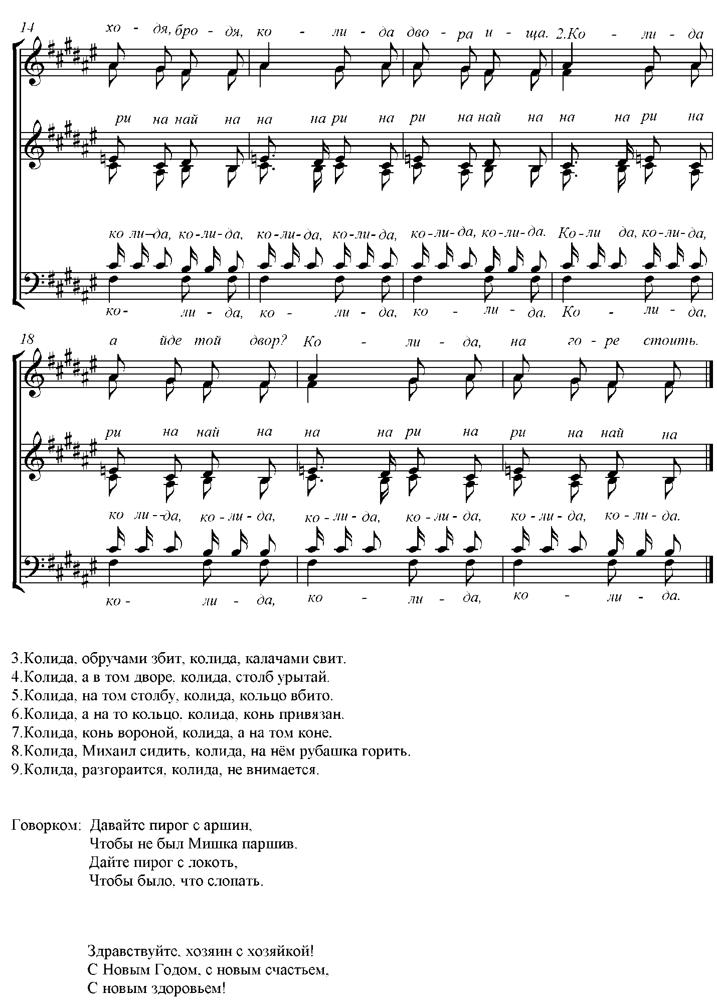 14
хо - дя, бро - дя, ко - ли - да дво - ра и - ща. 2.Ко - ли - да
ри на най на на на ри на ри на най на на на ри на
ко ли-да, ко-ли-да, ко-ли-да, ко-ли-да, ко-ли-да, ко-ли-да. Ко-ли да, ко-ли-да,
ко- ли - да, ко - ли - да, ко - ли - да. Ко - ли - да,
18
а йде той двор? Ко - ли - да, на го - ре стоить.
ри на най на на на ри на ри на най на
ко ли--да, ко-ли-да, ко-ли-да, ко-ли-да, ко-ли-да, ко-ли-да.
ко - ли - да, ко - ли - да, ко - ли - да.
3.Колида, обручами збит, колида, калачами свит.
4.Колида, а в том дворе, колида, столб урытай.
5.Колида, на том столбу, колида, кольцо вбито.
6.Колида, а на то кольцо, колида, конь привязан.
7.Колида, конь вороной, колида, а на том коне,
8.Колида, Михаил сидить, колида, на нём рубашка горить.
9.Колида, разгораится, колида, не внимается.
Говорком: Давайте пирог с аршин,
Чтобы не был Мишка паршив.
Дайте пирог с локоть,
Чтобы было, что слопать.
Здравствуйте, хозяин с хозяйкой!
С Новым Годом, с новым счастьем,
С новым здоровьем!